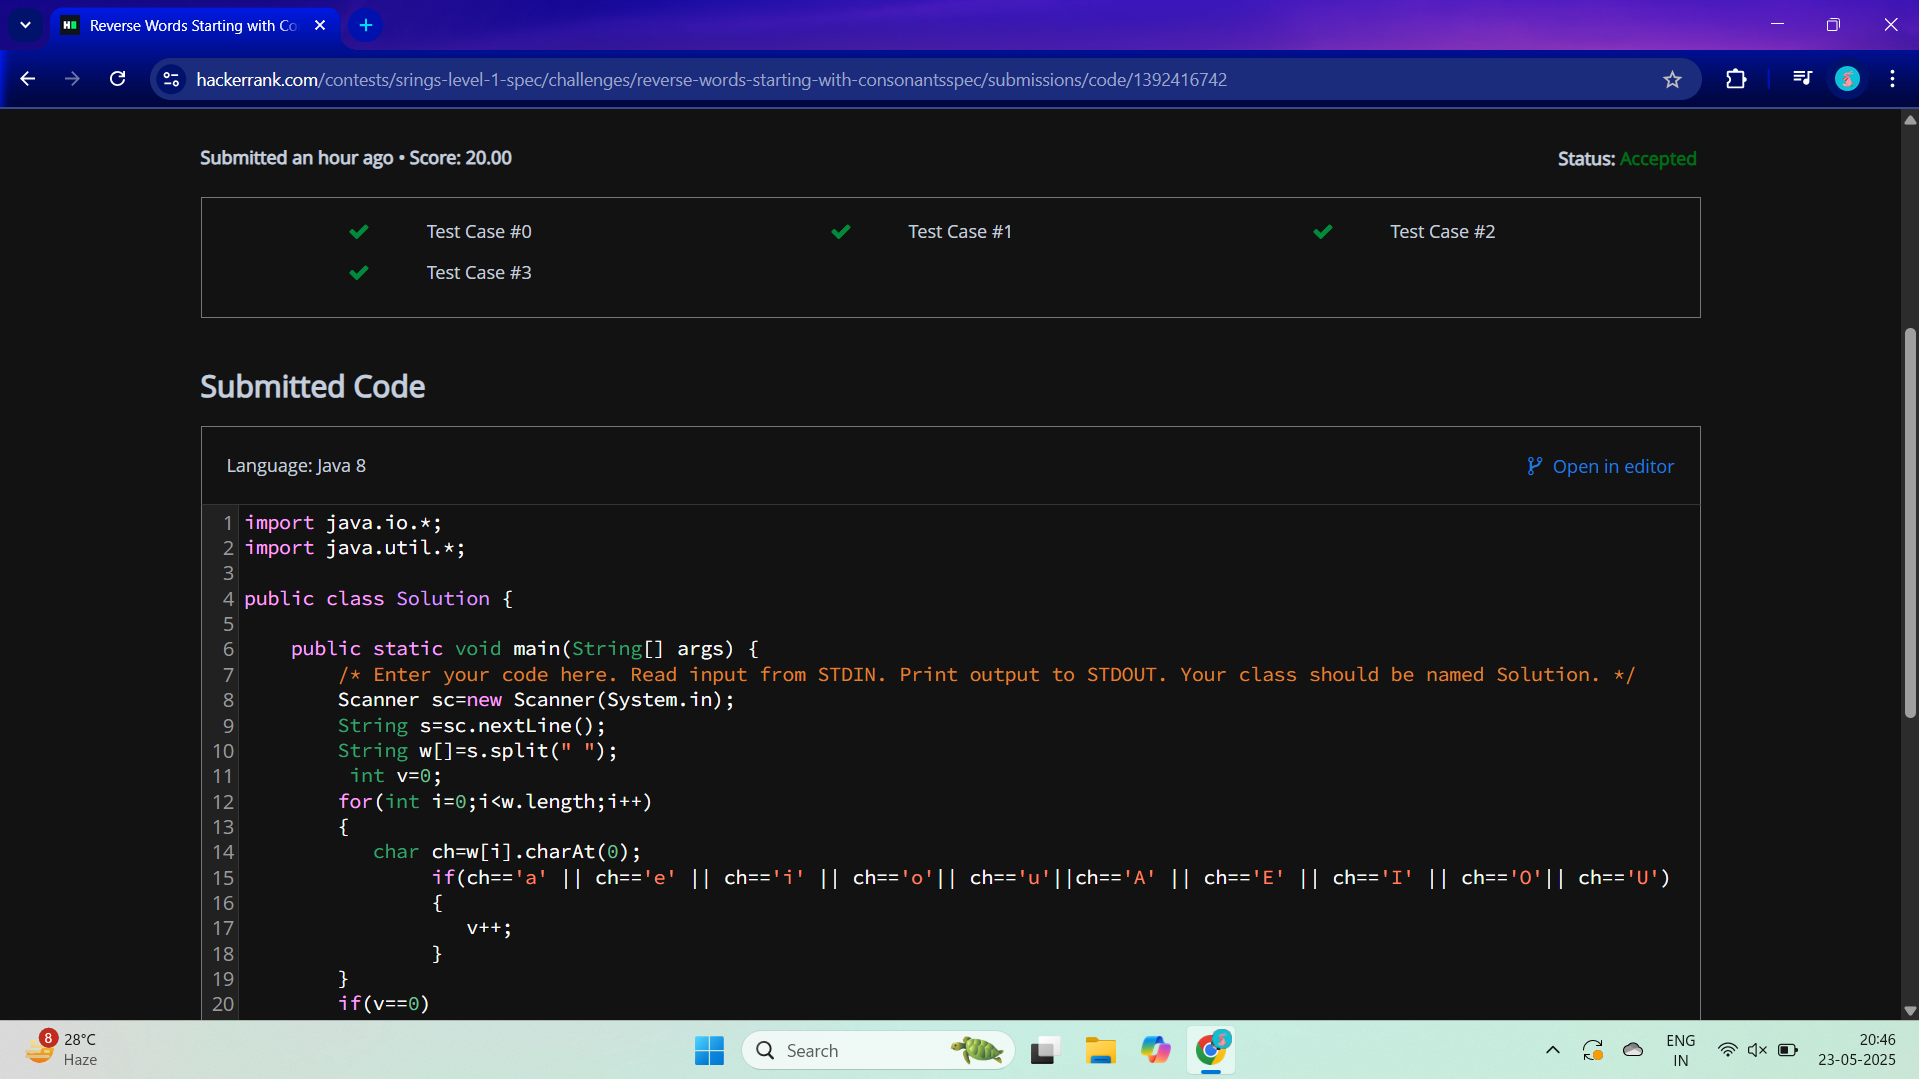 Reverse Words Starting with Co
hackerrank.com/contests/srings-level-1-spec/challenges/reverse-words-starting-with-consonantsspec/submissions/code/1392416742
Submitted an hour ago • Score: 20.00
Status: Accepted
Test Case #0
Test Case #1
Test Case #2
Test Case #3
Submitted Code
Language: Java 8
Open in editor
1 import java.io.*;
2 import java.util.*;
3
4 public class Solution {
5
6 public static void main(String[] args) {
7 /* Enter your code here. Read input from STDIN. Print output to STDOUT. Your class should be named Solution. */
8 Scanner sc=new Scanner(System.in);
9 String s=sc.nextLine();
10 String w[]=s.split(" ");
11 int v=0;
12 for(int i=0;i<w.length;i++)
13 {
14 char ch=w[i].charAt(0);
15 if(ch=='a' || ch=='e' || ch=='i' || ch=='o'|| ch=='u'||ch=='A' || ch=='E' || ch=='I' || ch=='O'|| ch=='U')
16 {
17 v++;
18 }
19 }
20 if(v==0)
8
28°C
Haze
Search
ENG
IN
20:46
23-05-2025